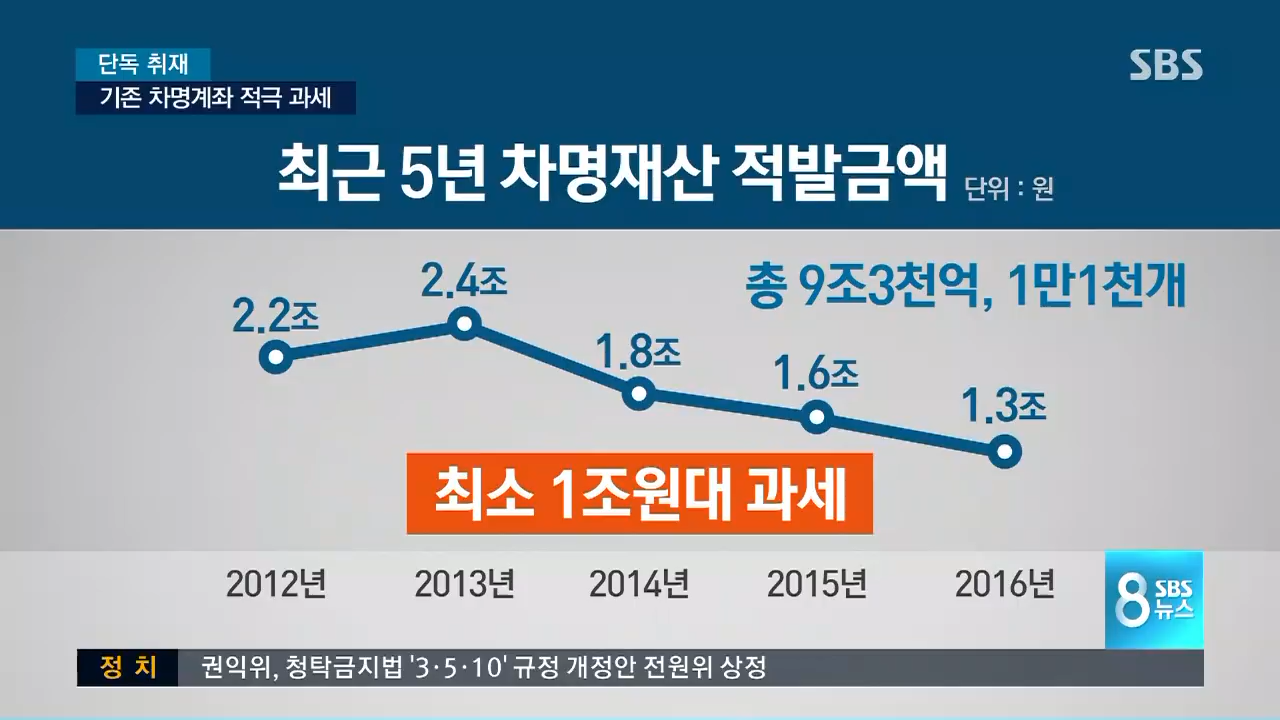 단독 취재
SBS
기존 차명계좌 적극 과세
최근 5년 차명재산 적발금액 단위 : 원
총 9조3천억, 1만1천개
2.2조
2.4조
1.8조
1.6조
1.3조
최소 1조원대 과세
2012년
2013년
2014년
2015년
2016년
8 SBS
뉴스
정 치
권익위, 청탁금지법 '3·5·10' 규정 개정안 전원위 상정